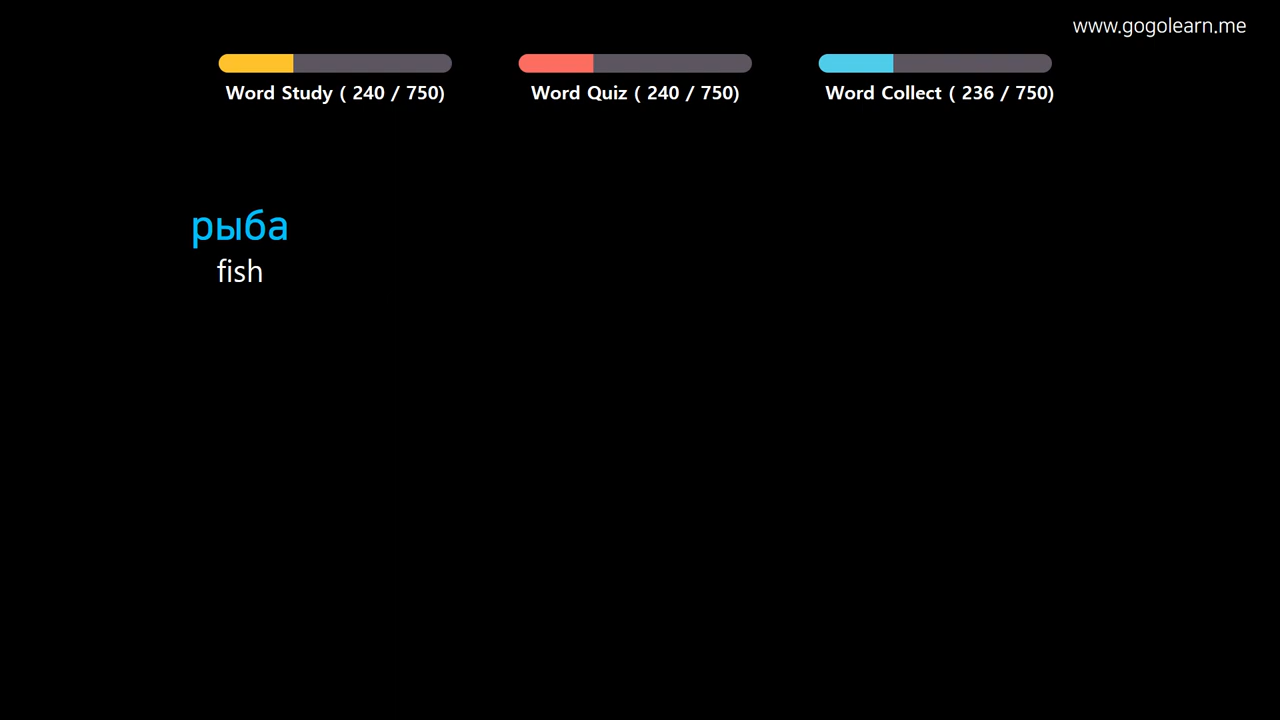 www.gogolearn.me
Word Study ( 240 / 750)
Word Quiz ( 240 / 750)
Word Collect ( 236 / 750)
рыба
fish